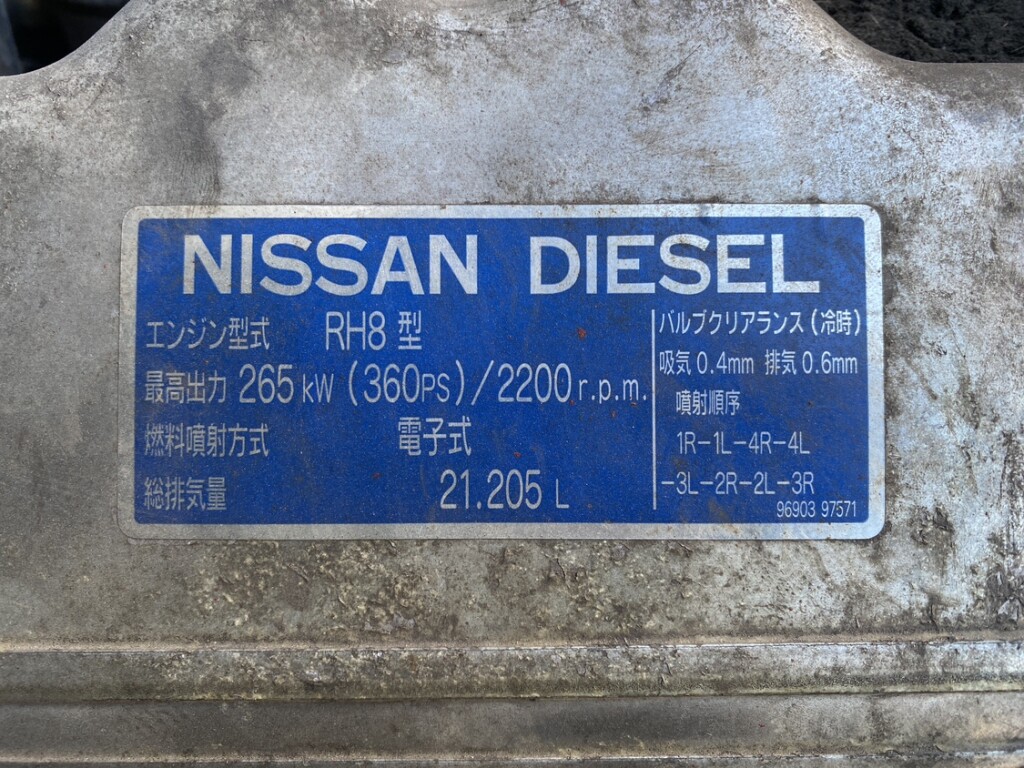 NISSAN DIESEL
エンジン型式 RH8 型
最高出力 265 kW (360PS)/2200 r.p.m.
燃料噴射方式 電子式
総排気量 21.205 L
バルブクリアランス (冷時)
吸気 0.4mm 排気 0.6mm
噴射順序
1R-1L-4R-4L
-3L-2R-2L-3R
96903 97571